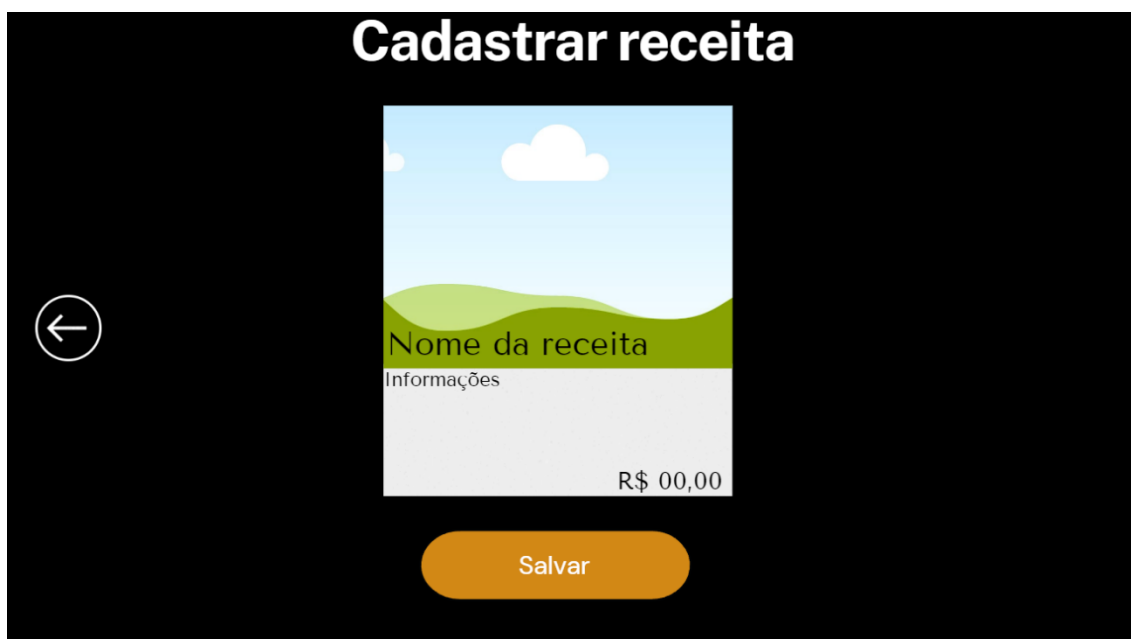 Cadastrar receita
Nome da receita
Informações
R$ 00,00
Salvar